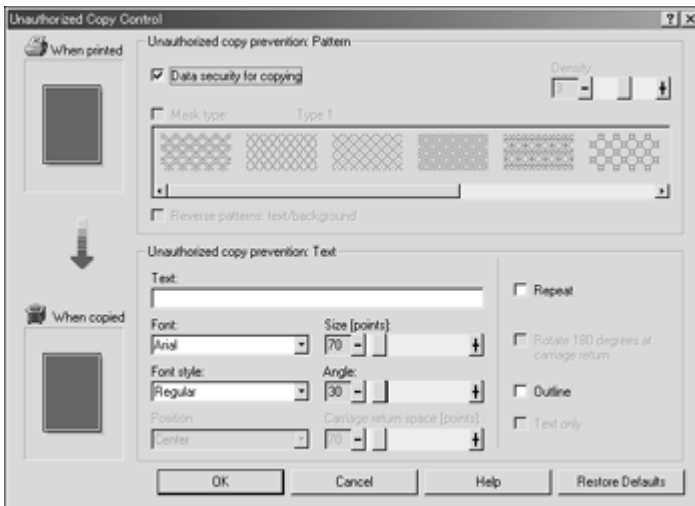 Unauthorized Copy Control
When printed
Unauthorized copy prevention: Pattern
Data security for copying
Density:
3
Mask type:
Type 1
Reverse patterns: text/background
Unauthorized copy prevention: Text
Text:
Repeat
When copied
Font:
Size [points]:
Arial
70
Rotate 180 degrees at
carriage return
Font style:
Angle:
Regular
30
Outline
Position:
Carriage return space [points]
Center
70
Text only
OK
Cancel
Help
Restore Defaults